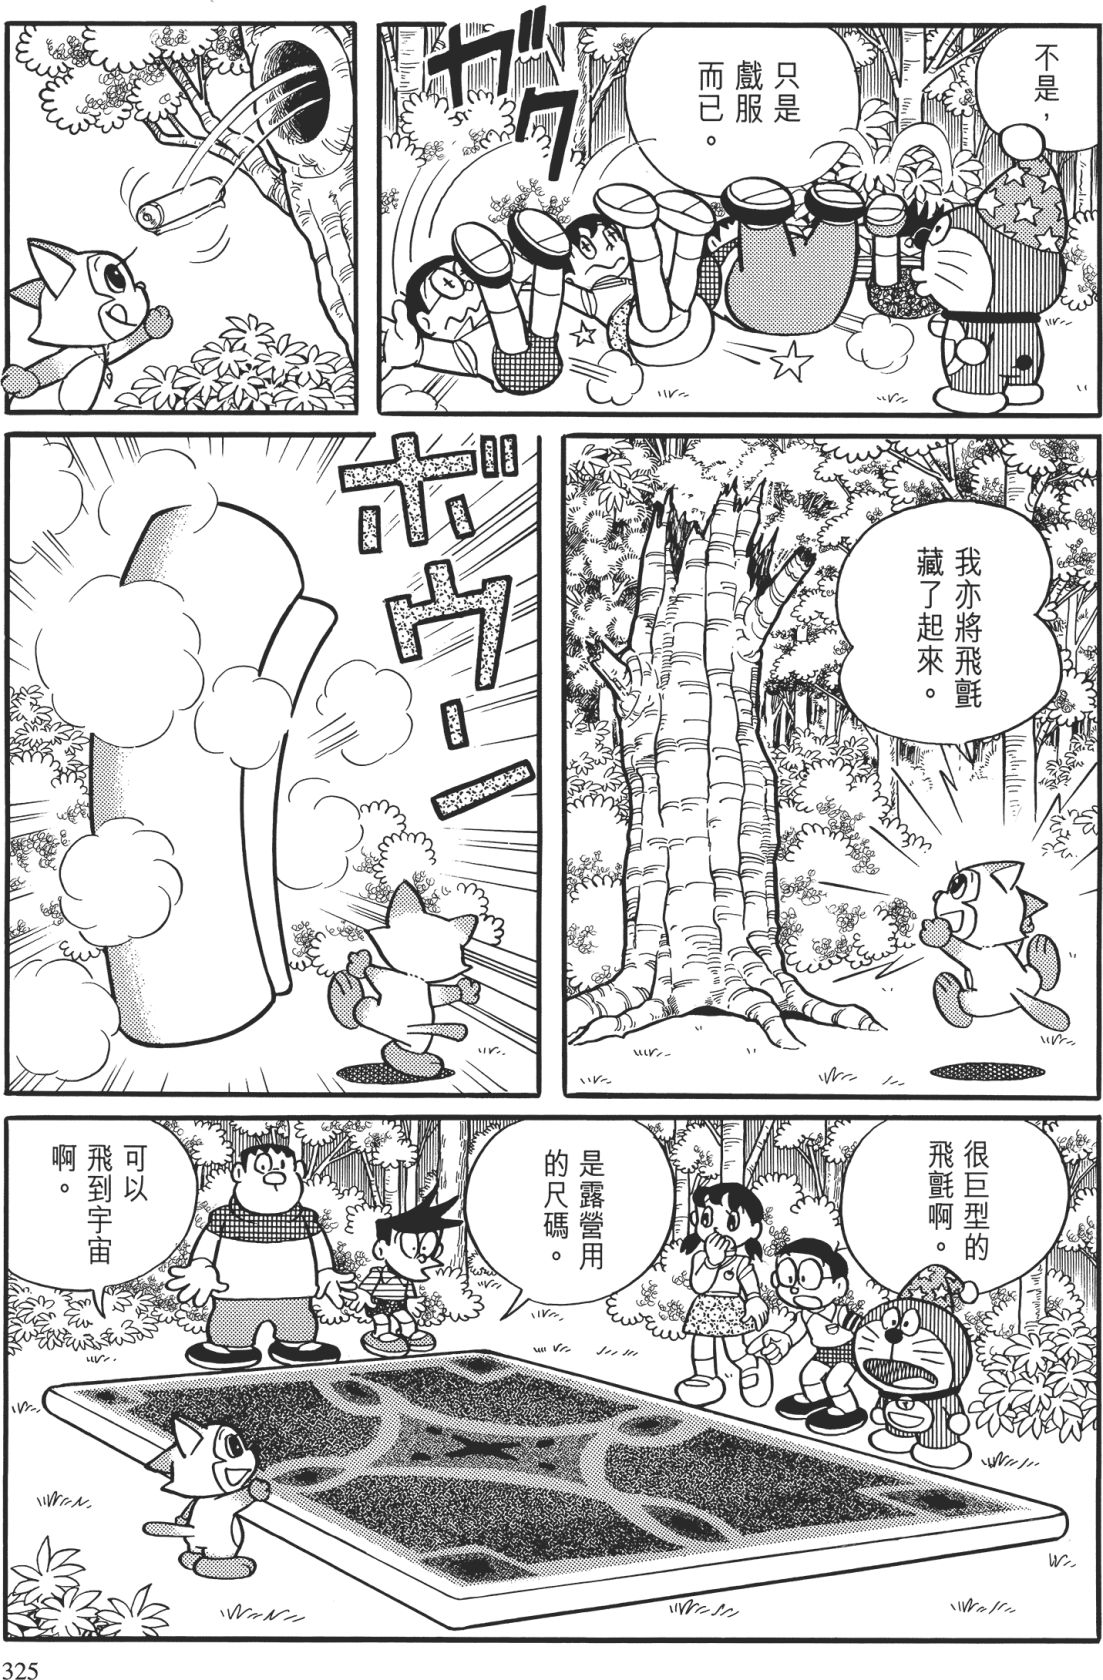 不是，
只是
戲服
而已。
ガク
我亦將飛氈
藏了起來。
ボウーン
很巨型的
飛氈啊。
是露營用
的尺碼。
可以
飛到宇宙
啊。
325